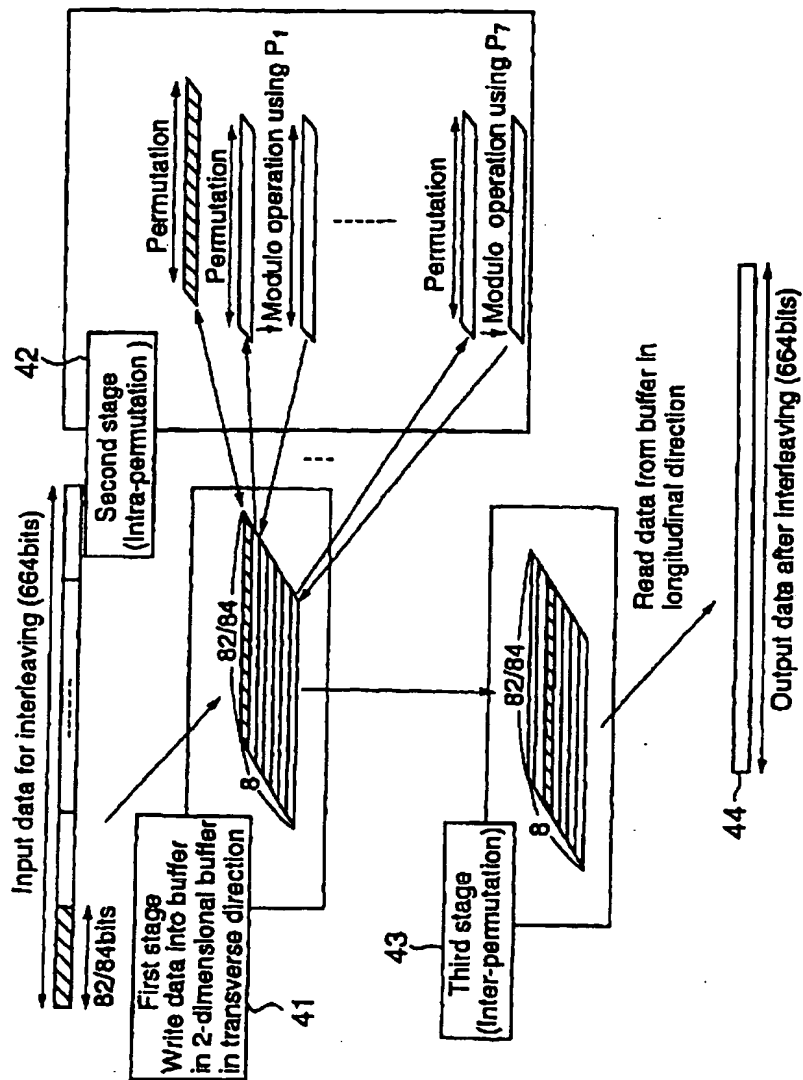 Input data for interleaving (664bits)
82/84bits
First stage
Write data into buffer
in 2-dimensional buffer
in transverse direction
41
8
82/84
Second stage
(Intra-permutation )
42
Permutation
Permutation
Modulo operation using P1
Permutation
Modulo operation using P7
Third stage
(Inter-permutation)
43
8
82/84
Read data from buffer in
longitudinal direction
44
Output data after interleaving (664bits)